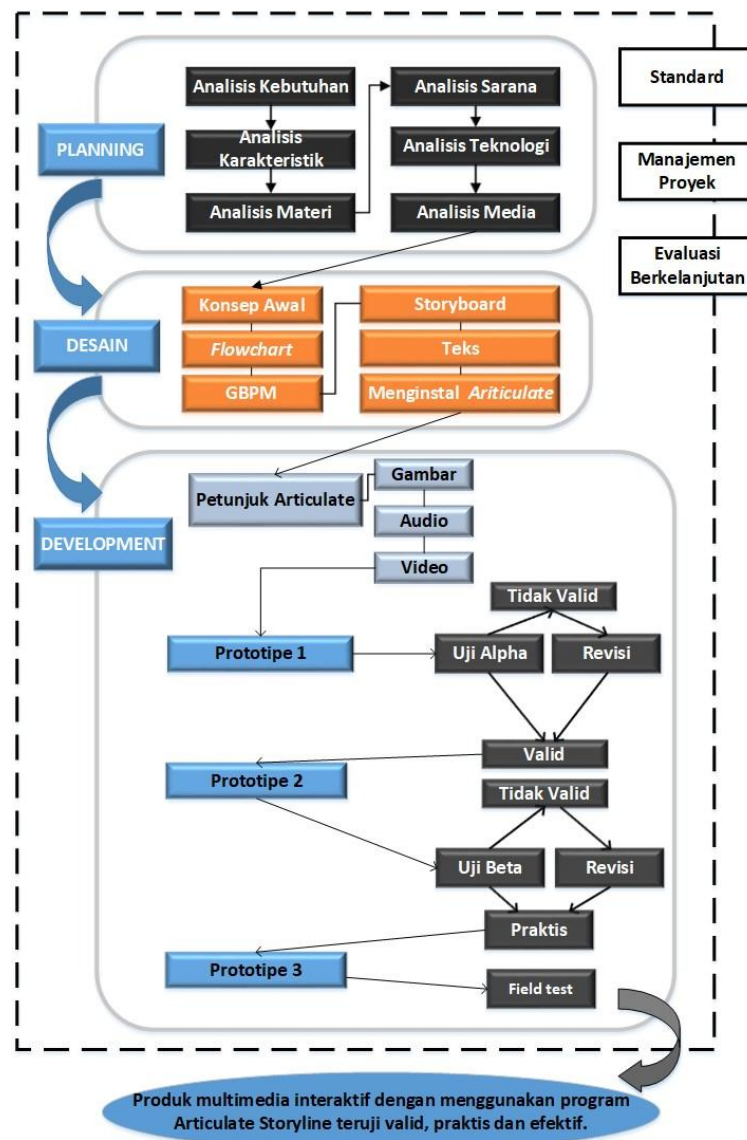 Standard
Manajemen
Proyek
Evaluasi
Berkelanjutan
PLANNING
Analisis Kebutuhan
Analisis
Karakteristik
Analisis Materi
Analisis Sarana
Analisis Teknologi
Analisis Media
DESAIN
Konsep Awal
Flowchart
GBPM
Storyboard
Teks
Menginstal Ariticulate
DEVELOPMENT
Petunjuk Articulate
Gambar
Audio
Video
Prototipe 1
Uji Alpha
Tidak Valid
Revisi
Valid
Prototipe 2
Tidak Valid
Uji Beta
Revisi
Praktis
Prototipe 3
Field test
Produk multimedia interaktif dengan menggunakan program
Articulate Storyline teruji valid, praktis dan efektif.